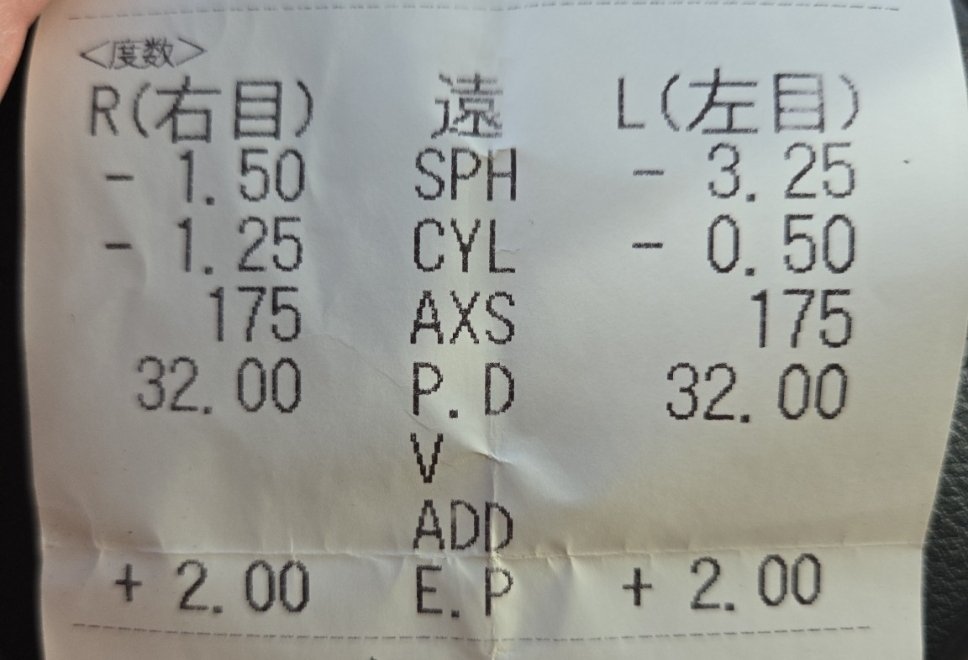 <度数>
R(右目) 遠 L(左目)
- 1.50 SPH - 3.25
- 1.25 CYL - 0.50
175 AXS 175
32.00 P.D 32.00
V
ADD
+ 2.00 E.P + 2.00